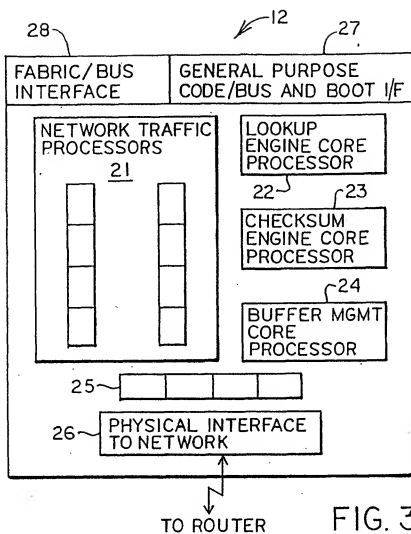 12
28
27
FABRIC/BUS
INTERFACE
GENERAL PURPOSE
CODE/BUS AND BOOT I/F
NETWORK TRAFFIC
PROCESSORS
21
LOOKUP
ENGINE CORE
PROCESSOR
22
23
CHECKSUM
ENGINE CORE
PROCESSOR
24
BUFFER MGMT
CORE
PROCESSOR
25
26
PHYSICAL INTERFACE
TO NETWORK
TO ROUTER
FIG. 3